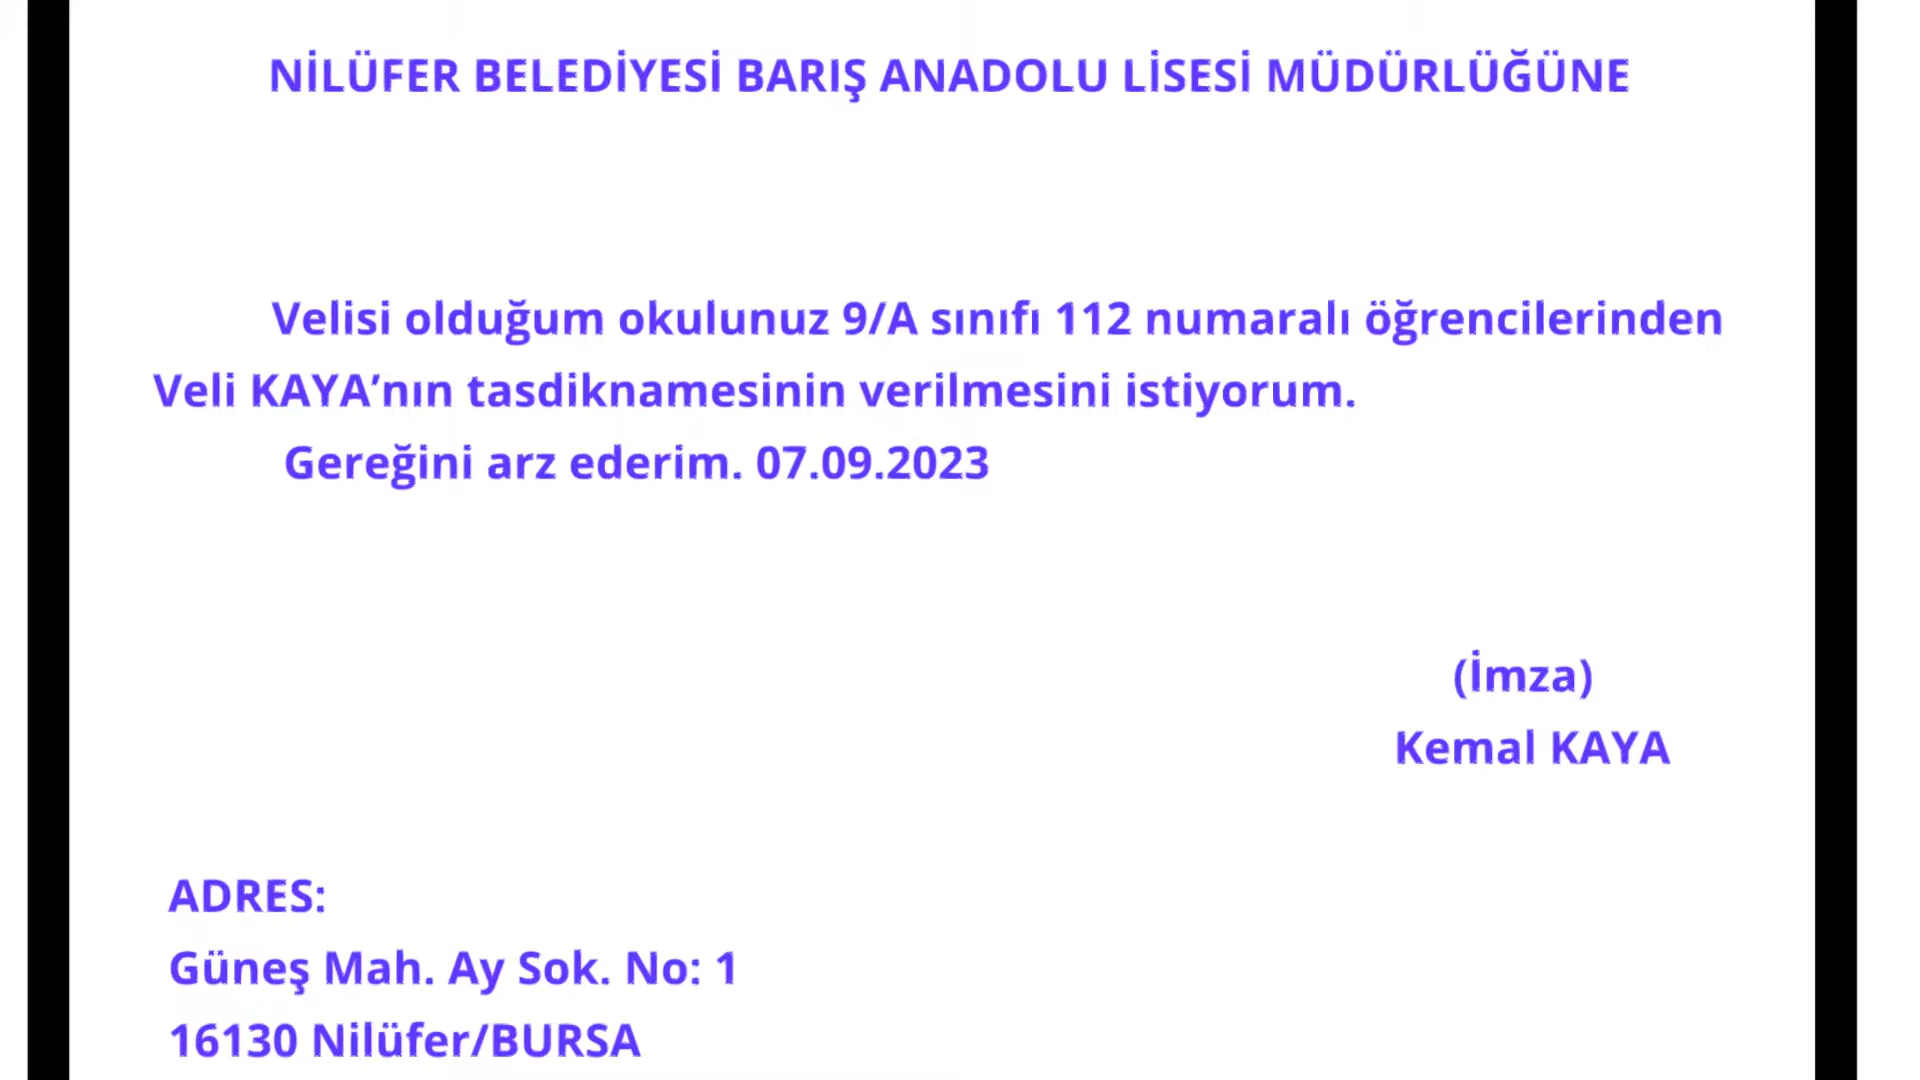 NİLÜFER BELEDİYESİ BARIŞ ANADOLU LİSESİ MÜDÜRLÜĞÜNE
Velisi olduğum okulunuz 9/A sınıfı 112 numaralı öğrencilerinden
Veli KAYA’nın tasdiknamesinin verilmesini istiyorum.
Gereğini arz ederim. 07.09.2023
(İmza)
Kemal KAYA
ADRES:
Güneş Mah. Ay Sok. No: 1
16130 Nilüfer/BURSA